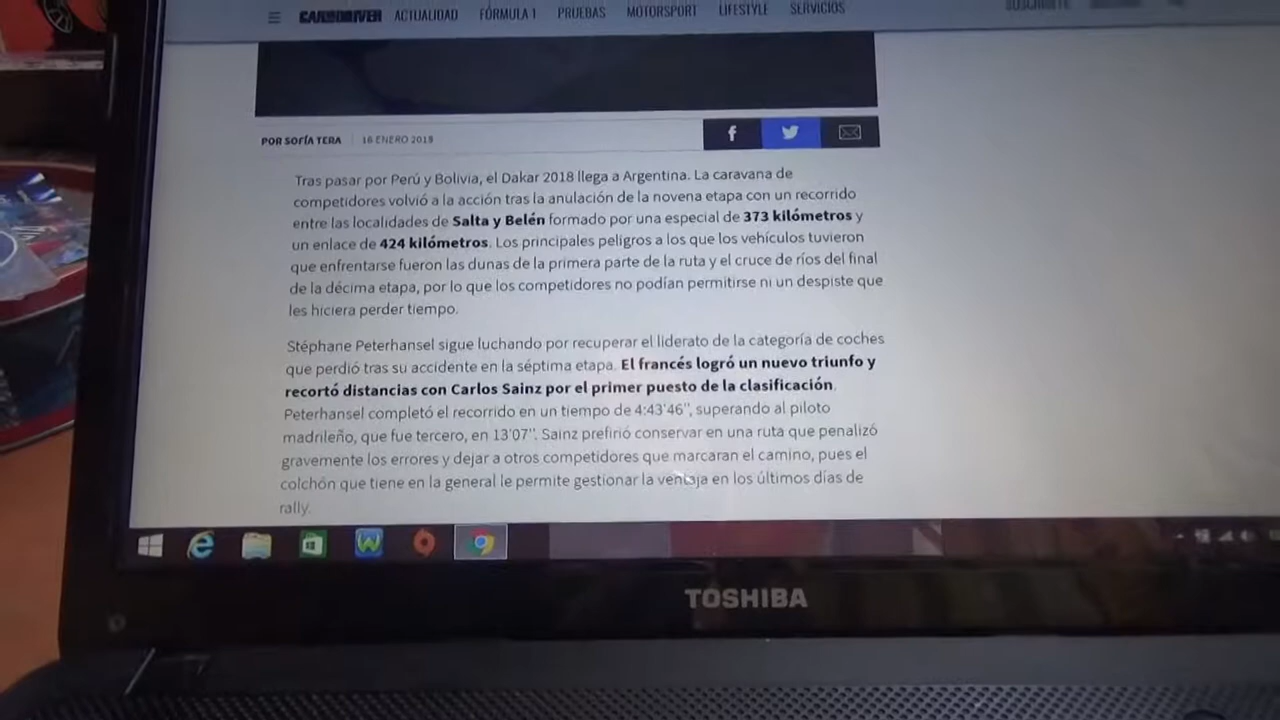 CAR AND DRIVER ACTUALIDAD FÓRMULA 1 PRUEBAS MOTORSPORT LIFESTYLE SERVICIOS
POR SOFÍA TERA 16 ENERO 2018
Tras pasar por Perú y Bolivia, el Dakar 2018 llega a Argentina. La caravana de
competidores volvió a la acción tras la anulación de la novena etapa con un recorrido
entre las localidades de Salta y Belén formado por una especial de 373 kilómetros y
un enlace de 424 kilómetros. Los principales peligros a los que los vehículos tuvieron
que enfrentarse fueron las dunas de la primera parte de la ruta y el cruce de ríos del final
de la décima etapa, por lo que los competidores no podían permitirse ni un despiste que
les hiciera perder tiempo.
Stéphane Peterhansel sigue luchando por recuperar el liderato de la categoría de coches
que perdió tras su accidente en la séptima etapa. El francés logró un nuevo triunfo y
recortó distancias con Carlos Sainz por el primer puesto de la clasificación.
Peterhansel completó el recorrido en un tiempo de 4:43'46'', superando al piloto
madrileño, que fue tercero, en 13'07''. Sainz prefirió conservar en una ruta que penalizó
gravemente los errores y dejar a otros competidores que marcaran el camino, pues el
colchón que tiene en la general le permite gestionar la ventaja en los últimos días de
rally.
TOSHIBA